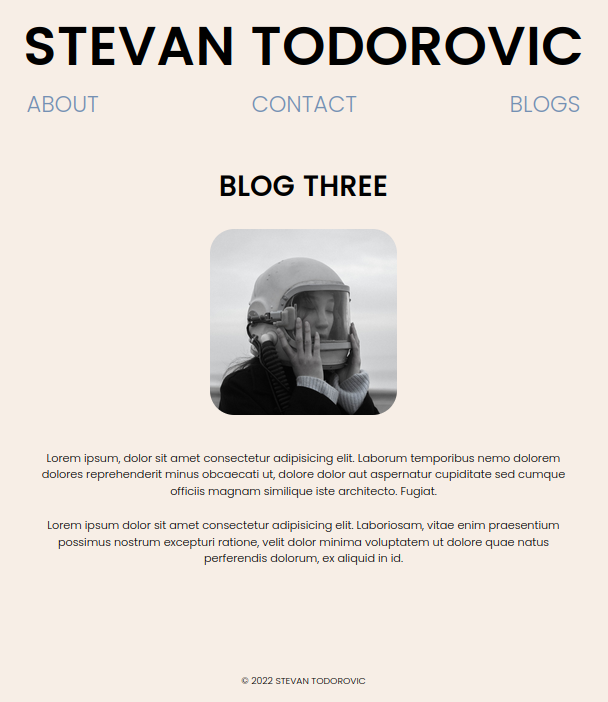 STEVAN TODOROVIC
ABOUT CONTACT BLOGS
BLOG THREE
Lorem ipsum, dolor sit amet consectetur adipisicing elit. Laborum temporibus nemo dolorem
dolores reprehenderit minus obcaecati ut, dolore dolor aut aspernatur cupiditate sed cumque
officiis magnam similique iste architecto. Fugiat.
Lorem ipsum dolor sit amet consectetur adipisicing elit. Laboriosam, vitae enim praesentium
possimus nostrum excepturi ratione, velit dolor minima voluptatem ut dolore quae natus
perferendis dolorum, ex aliquid in id.
© 2022 STEVAN TODOROVIC